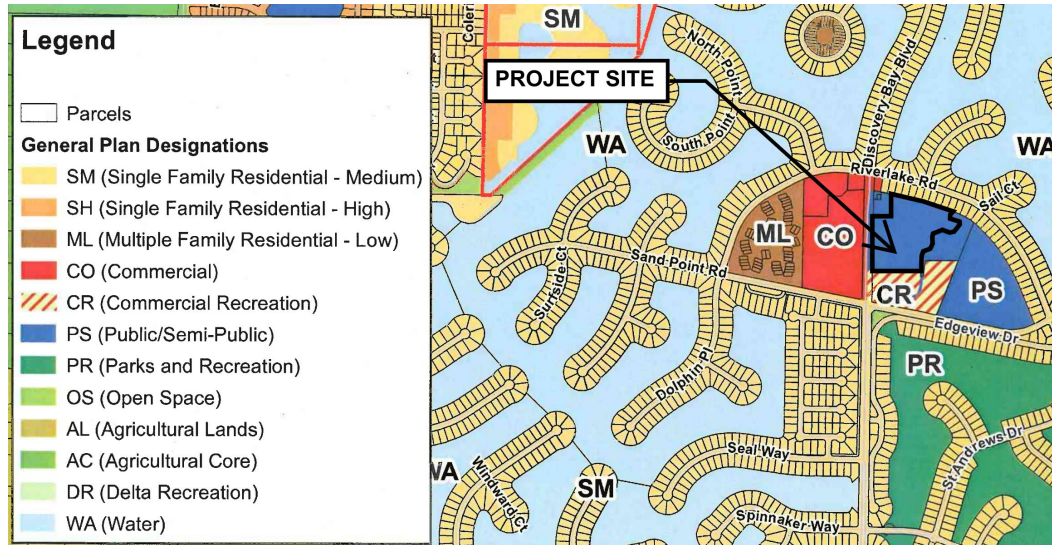 Legend
Parcels
General Plan Designations
SM (Single Family Residential - Medium)
SH (Single Family Residential - High)
ML (Multiple Family Residential - Low)
CO (Commercial)
CR (Commercial Recreation)
PS (Public/Semi-Public)
PR (Parks and Recreation)
OS (Open Space)
AL (Agricultural Lands)
AC (Agricultural Core)
DR (Delta Recreation)
WA (Water)
Coleri
SM
PROJECT SITE
North Point
South Point
Discovery Bay Blvd
WA
WA
Riverlake Rd
Sail Ct
ML
CO
Sand Point Rd
Surfside Ct
CR
PS
Edgeview Dr
PR
Dolphin Pl
St Andrews Dr
Seal Way
WA
Windward Ct
SM
Spinnaker Way